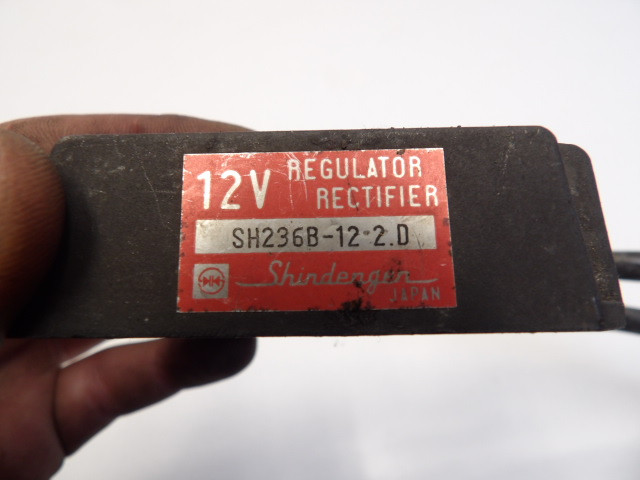 12V REGULATOR
RECTIFIER
SH236B-12·2.D
Shindengen
JAPAN